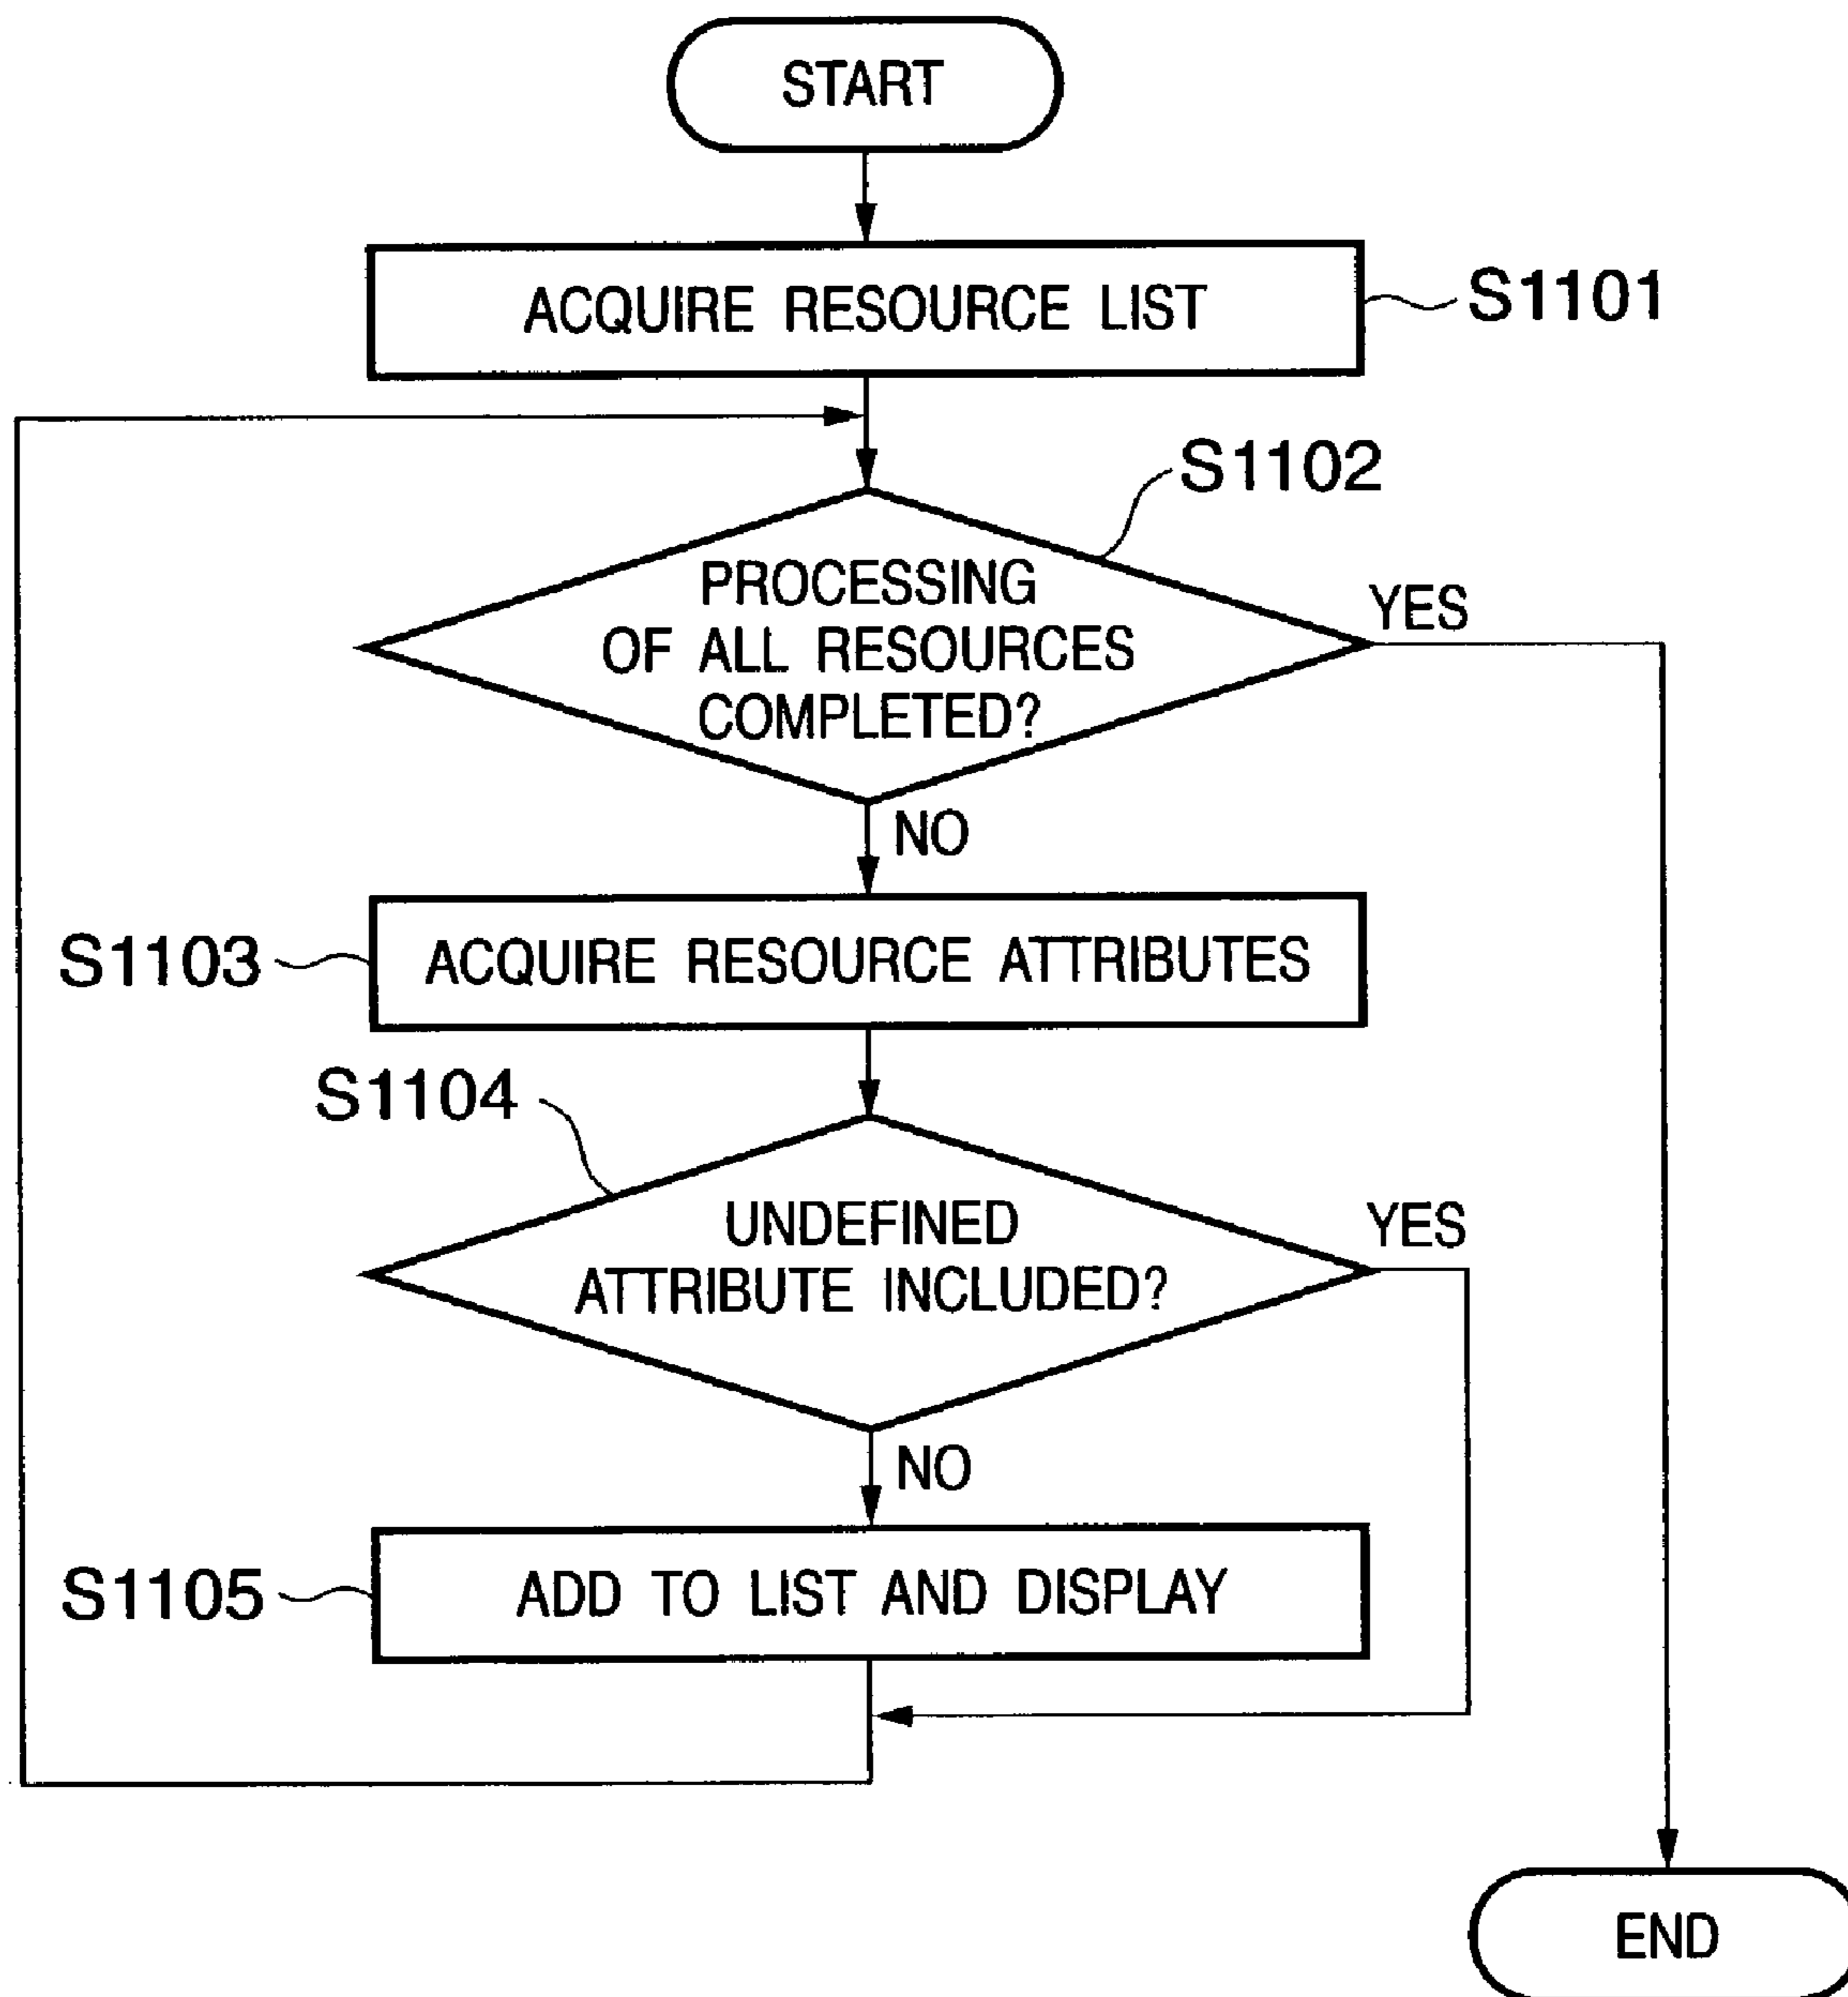 START
ACQUIRE RESOURCE LIST
S1101
S1102
PROCESSING
OF ALL RESOURCES
COMPLETED?
YES
NO
S1103
ACQUIRE RESOURCE ATTRIBUTES
S1104
UNDEFINED
ATTRIBUTE INCLUDED?
YES
NO
S1105
ADD TO LIST AND DISPLAY
END